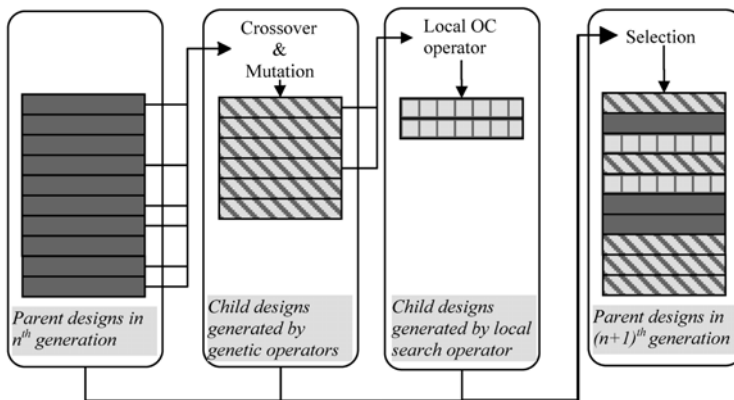 Crossover
&
Mutation
Local OC
operator
Selection
Parent designs in
nth generation
Child designs
generated by
genetic operators
Child designs
generated by local
search operator
Parent designs in
(n+1)th generation